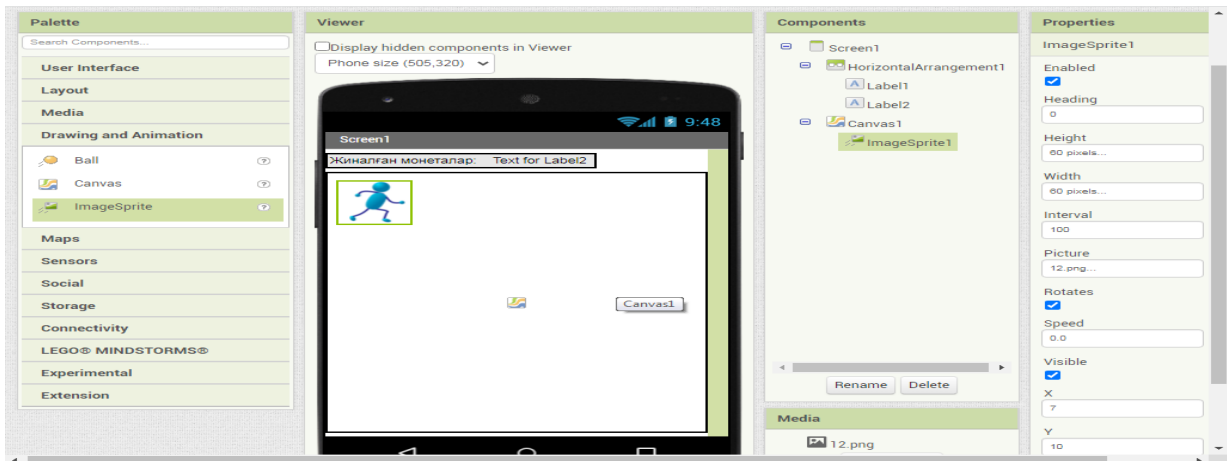 Palette
Search Components...
User Interface
Layout
Media
Drawing and Animation
Ball
Canvas
ImageSprite
Maps
Sensors
Social
Storage
Connectivity
LEGO® MINDSTORMS®
Experimental
Extension
Viewer
Display hidden components in Viewer
Phone size (505,320)
9:48
Screen1
Жиналған монеталар: Text for Label2
Canvas1
Components
Screen1
HorizontalArrangement1
Label1
Label2
Canvas1
ImageSprite1
Rename Delete
Media
12.png
Properties
ImageSprite1
Enabled
Heading
0
Height
60 pixels...
Width
60 pixels...
Interval
100
Picture
12.png...
Rotates
Speed
0.0
Visible
X
7
Y
10